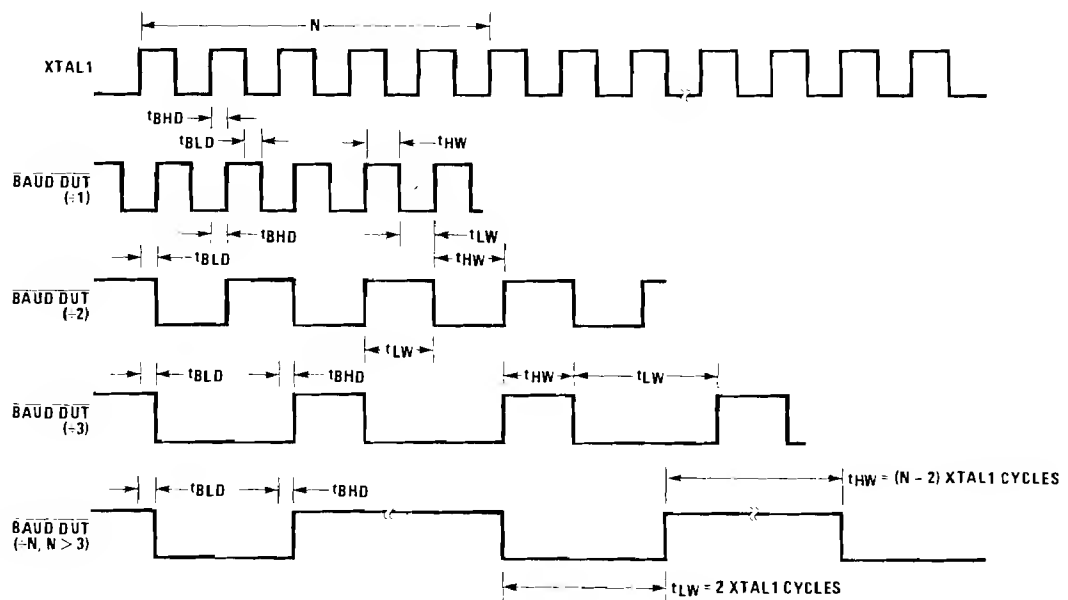 N
XTAL1
tBHD
tBLD
tHW
BAUD OUT
(÷1)
tBHD
tLW
tBLD
tHW
BAUD OUT
(÷2)
tLW
tBLD
tBHD
tHW
tLW
BAUD OUT
(÷3)
tBLD
tBHD
tHW = (N - 2) XTAL1 CYCLES
BAUD OUT
(÷N, N > 3)
tLW = 2 XTAL1 CYCLES